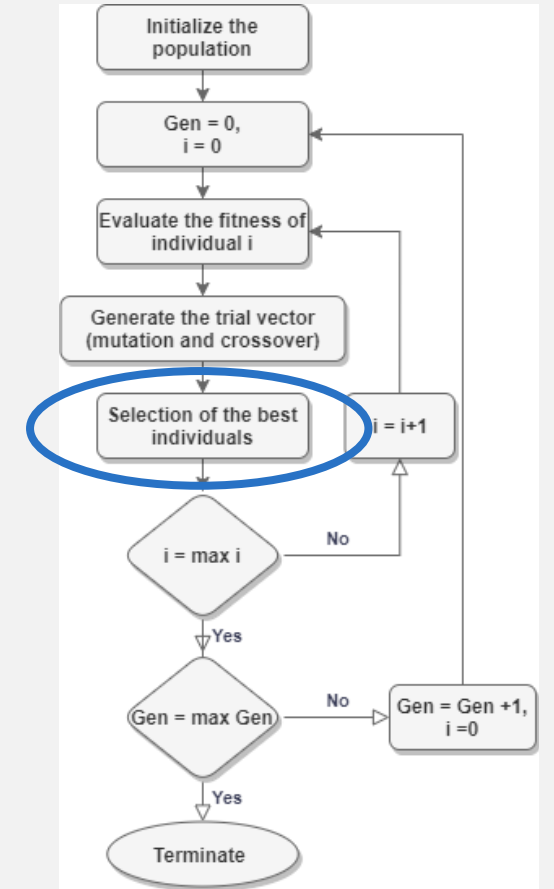 Initialize the
population
Gen = 0,
i = 0
Evaluate the fitness of
individual i
Generate the trial vector
(mutation and crossover)
Selection of the best
individuals
i = i+1
i = max i
No
Yes
Gen = max Gen
No
Gen = Gen +1,
i =0
Yes
Terminate